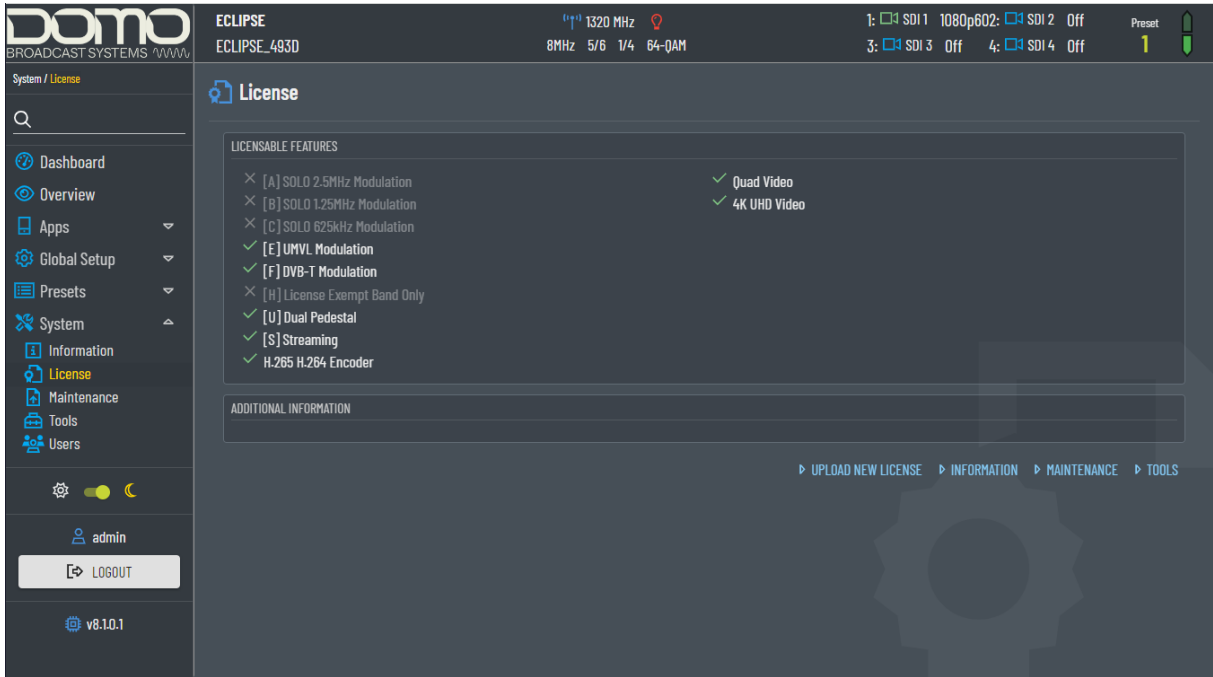 DOMO
BROADCAST SYSTEMS
ECLIPSE
ECLIPSE_493D
1320 MHz
8MHz 5/6 1/4 64-QAM
1: SDI 1 1080p60 2: SDI 2 Off
3: SDI 3 Off 4: SDI 4 Off
Preset
1
System / License
Dashboard
Overview
Apps
Global Setup
Presets
System
Information
License
Maintenance
Tools
Users
admin
LOGOUT
v8.1.0.1
License
LICENSABLE FEATURES
[A] SOLO 2.5MHz Modulation
[B] SOLO 1.25MHz Modulation
[C] SOLO 625kHz Modulation
[E] UMVL Modulation
[F] DVB-T Modulation
[H] License Exempt Band Only
[U] Dual Pedestal
[S] Streaming
H.265 H.264 Encoder
Quad Video
4K UHD Video
ADDITIONAL INFORMATION
UPLOAD NEW LICENSE INFORMATION MAINTENANCE TOOLS